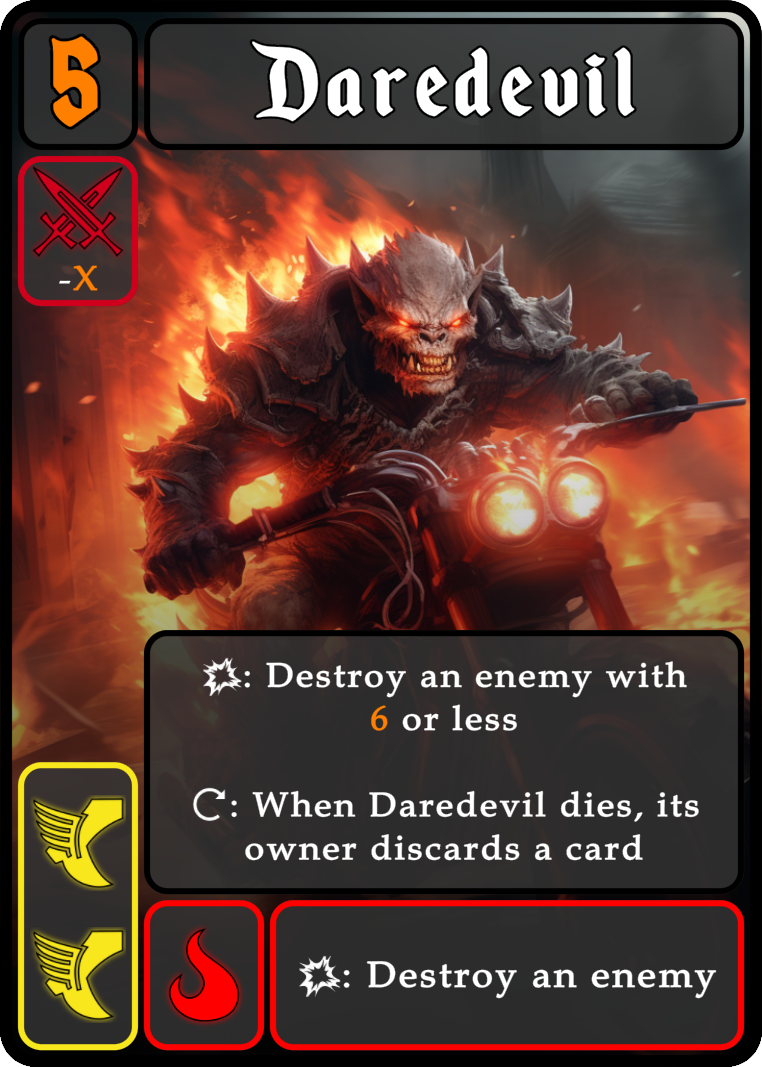 5
Daredevil
-X
: Destroy an enemy with
6 or less
: When Daredevil dies, its
owner discards a card
: Destroy an enemy